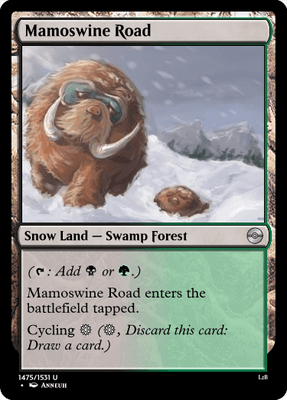 Mamoswine Road
Snow Land — Swamp Forest
(: Add or .)
Mamoswine Road enters the
battlefield tapped.
Cycling (, Discard this card:
Draw a card.)
1475/1531 U
LzB
• Anneuh